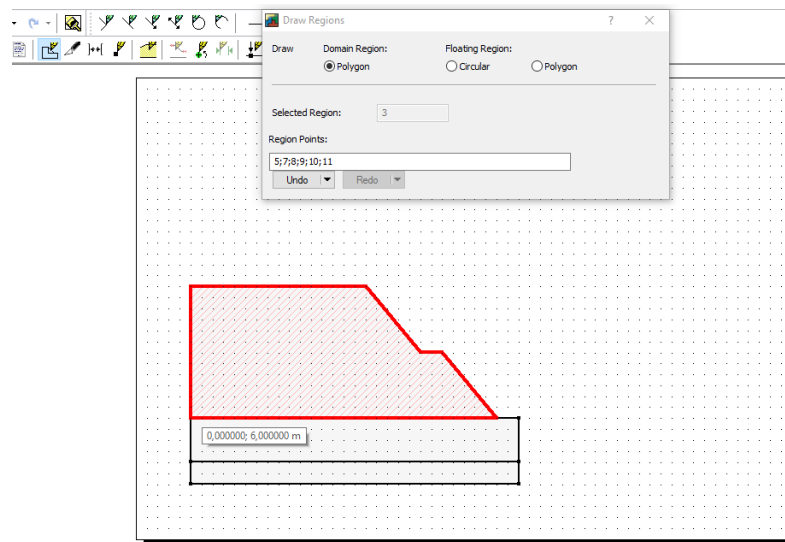 Draw Regions
Draw Domain Region: Floating Region:
Polygon Circular Polygon
Selected Region: 3
Region Points:
5;7;8;9;10;11
Undo Redo
0,000000; 6,000000 m